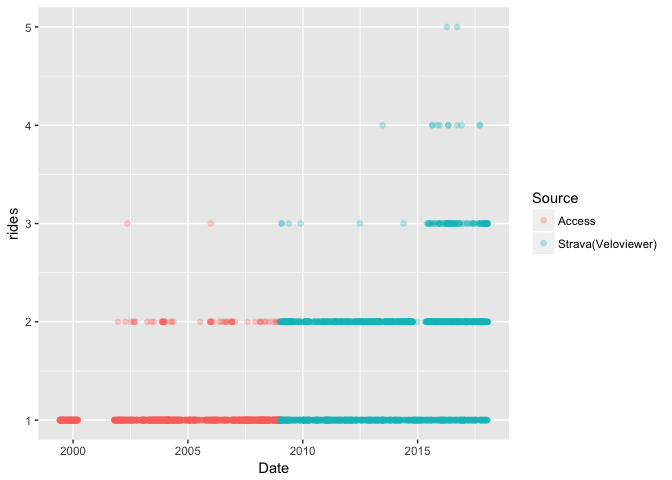 5
4
3
2
1
rides
2000 2005 2010 2015
Date
Source
Access
Strava(Veloviewer)